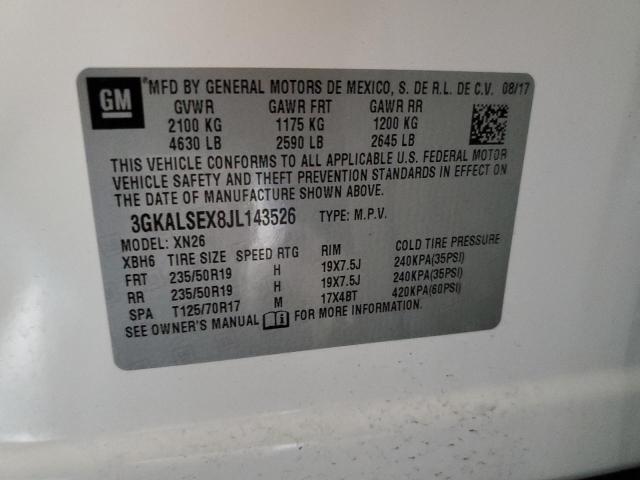 GM
*MFD BY GENERAL MOTORS DE MEXICO, S. DE R.L. DE C.V. 08/17
GVWR GAWR FRT GAWR RR
2100 KG 1175 KG 1200 KG
4630 LB 2590 LB 2645 LB
THIS VEHICLE CONFORMS TO ALL APPLICABLE U.S. FEDERAL MOTOR
VEHICLE SAFETY AND THEFT PREVENTION STANDARDS IN EFFECT ON
THE DATE OF MANUFACTURE SHOWN ABOVE.
3GKALSEX8JL143526 TYPE: M.P.V.
MODEL: XN26
XBH6 TIRE SIZE SPEED RTG RIM COLD TIRE PRESSURE
FRT 235/50R19 H 19X7.5J 240KPA(35PSI)
RR 235/50R19 H 19X7.5J 240KPA(35PSI)
SPA T125/70R17 M 17X4BT 420KPA(60PSI)
SEE OWNER'S MANUAL FOR MORE INFORMATION.